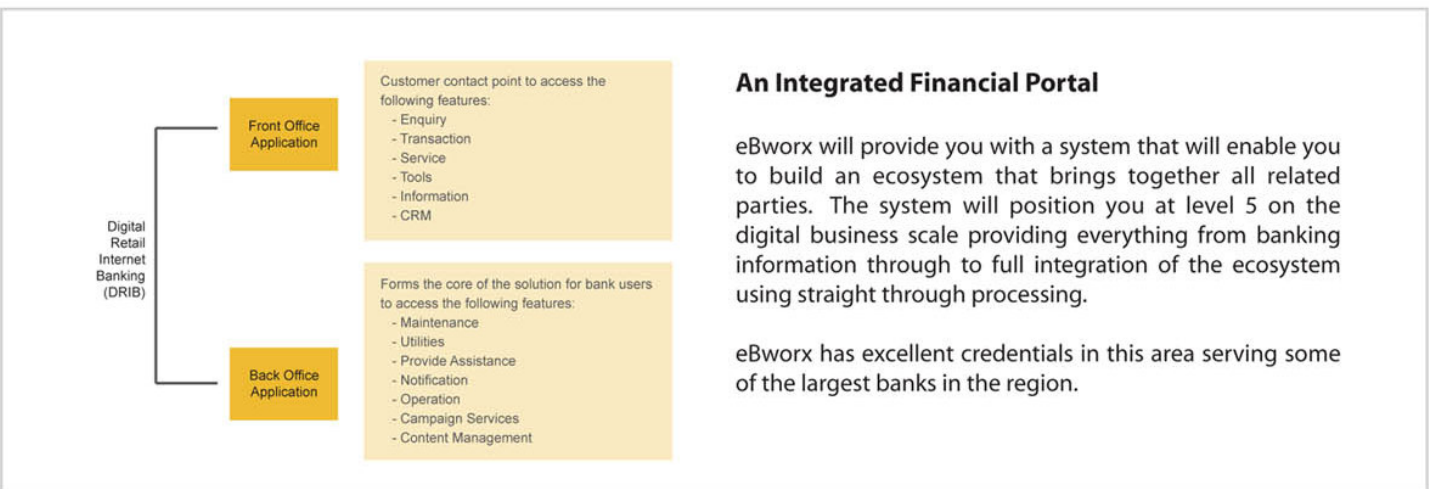 Digital
Retail
Internet
Banking
(DRIB)
Front Office
Application
Customer contact point to access the
following features:
- Enquiry
- Transaction
- Service
- Tools
- Information
- CRM
Back Office
Application
Forms the core of the solution for bank users
to access the following features:
- Maintenance
- Utilities
- Provide Assistance
- Notification
- Operation
- Campaign Services
- Content Management
An Integrated Financial Portal
eBworx will provide you with a system that will enable you
to build an ecosystem that brings together all related
parties. The system will position you at level 5 on the
digital business scale providing everything from banking
information through to full integration of the ecosystem
using straight through processing.
eBworx has excellent credentials in this area serving some
of the largest banks in the region.